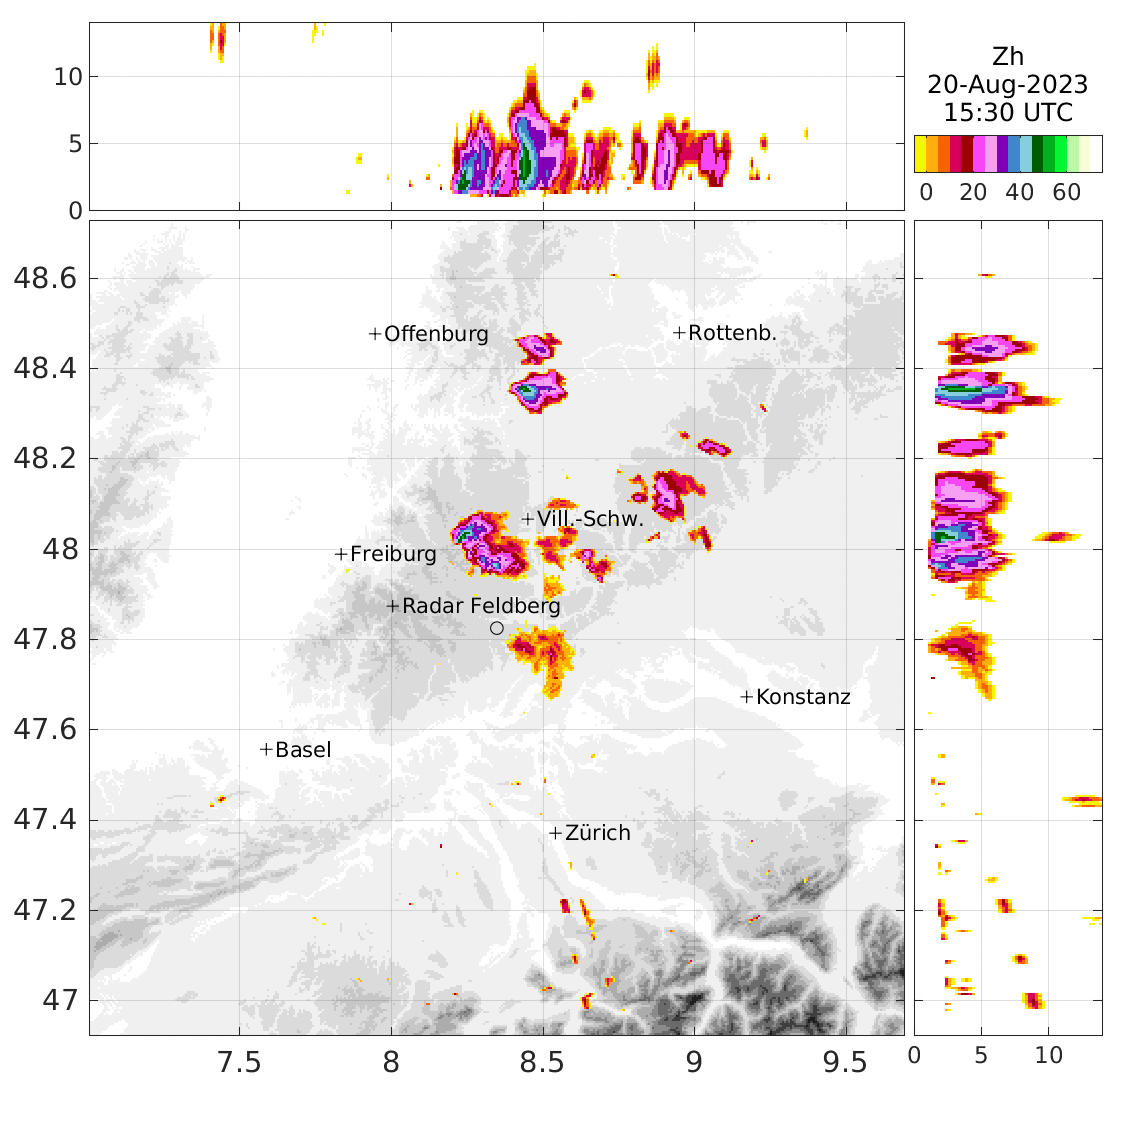 Zh
20-Aug-2023
15:30 UTC
0 20 40 60
10
5
0
48.6
48.4
48.2
48
47.8
47.6
47.4
47.2
47
+Offenburg
+Rottenb.
+Vill.-Schw.
+Freiburg
+Radar Feldberg
+Konstanz
+Basel
+Zürich
7.5 8 8.5 9 9.5
0 5 10